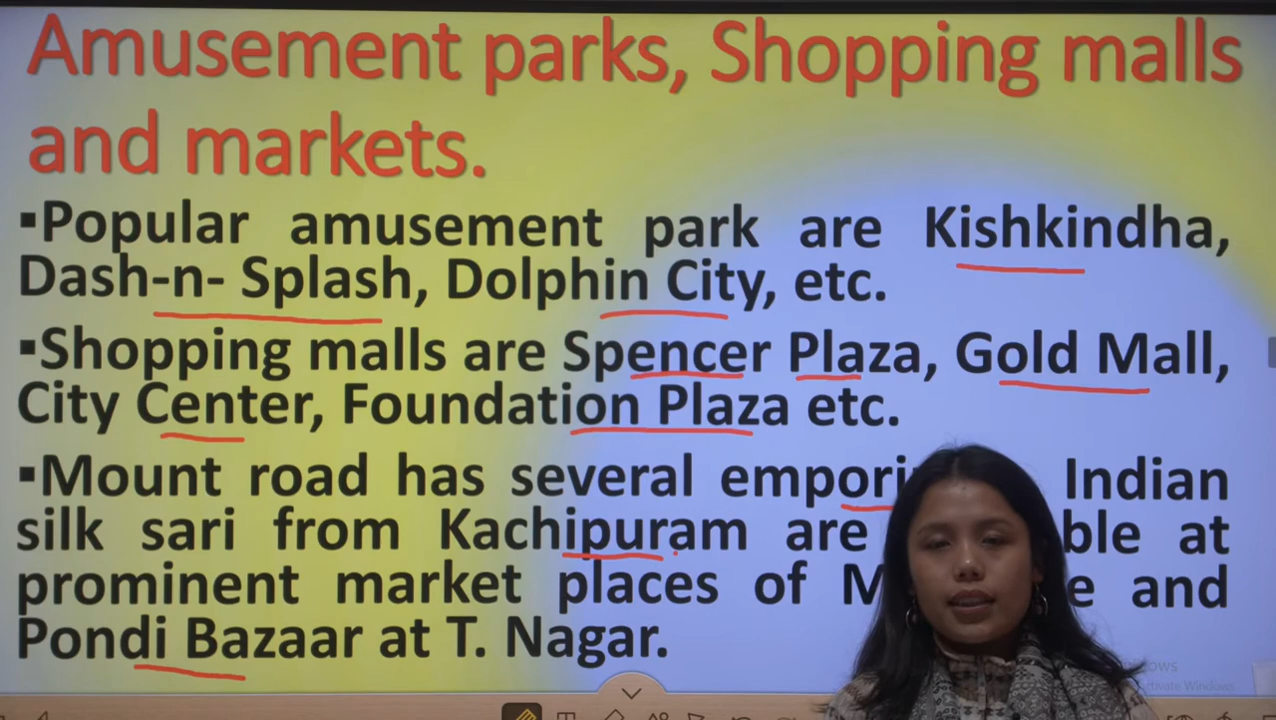 Amusement parks, Shopping malls
and markets.
▪Popular amusement park are Kishkindha,
Dash-n- Splash, Dolphin City, etc.
▪Shopping malls are Spencer Plaza, Gold Mall,
City Center, Foundation Plaza etc.
▪Mount road has several Indian
silk sari from Kachipuram are at
prominent market places of and
Pondi Bazaar at T. Nagar.